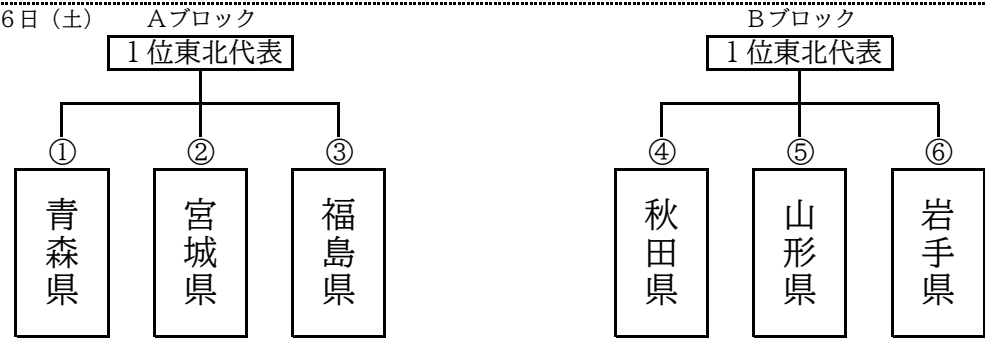 6日（土）　Ａブロック　Ｂブロック
１位東北代表　１位東北代表
①　②　③　④　⑤　⑥
青森県　宮城県　福島県　秋田県　山形県　岩手県